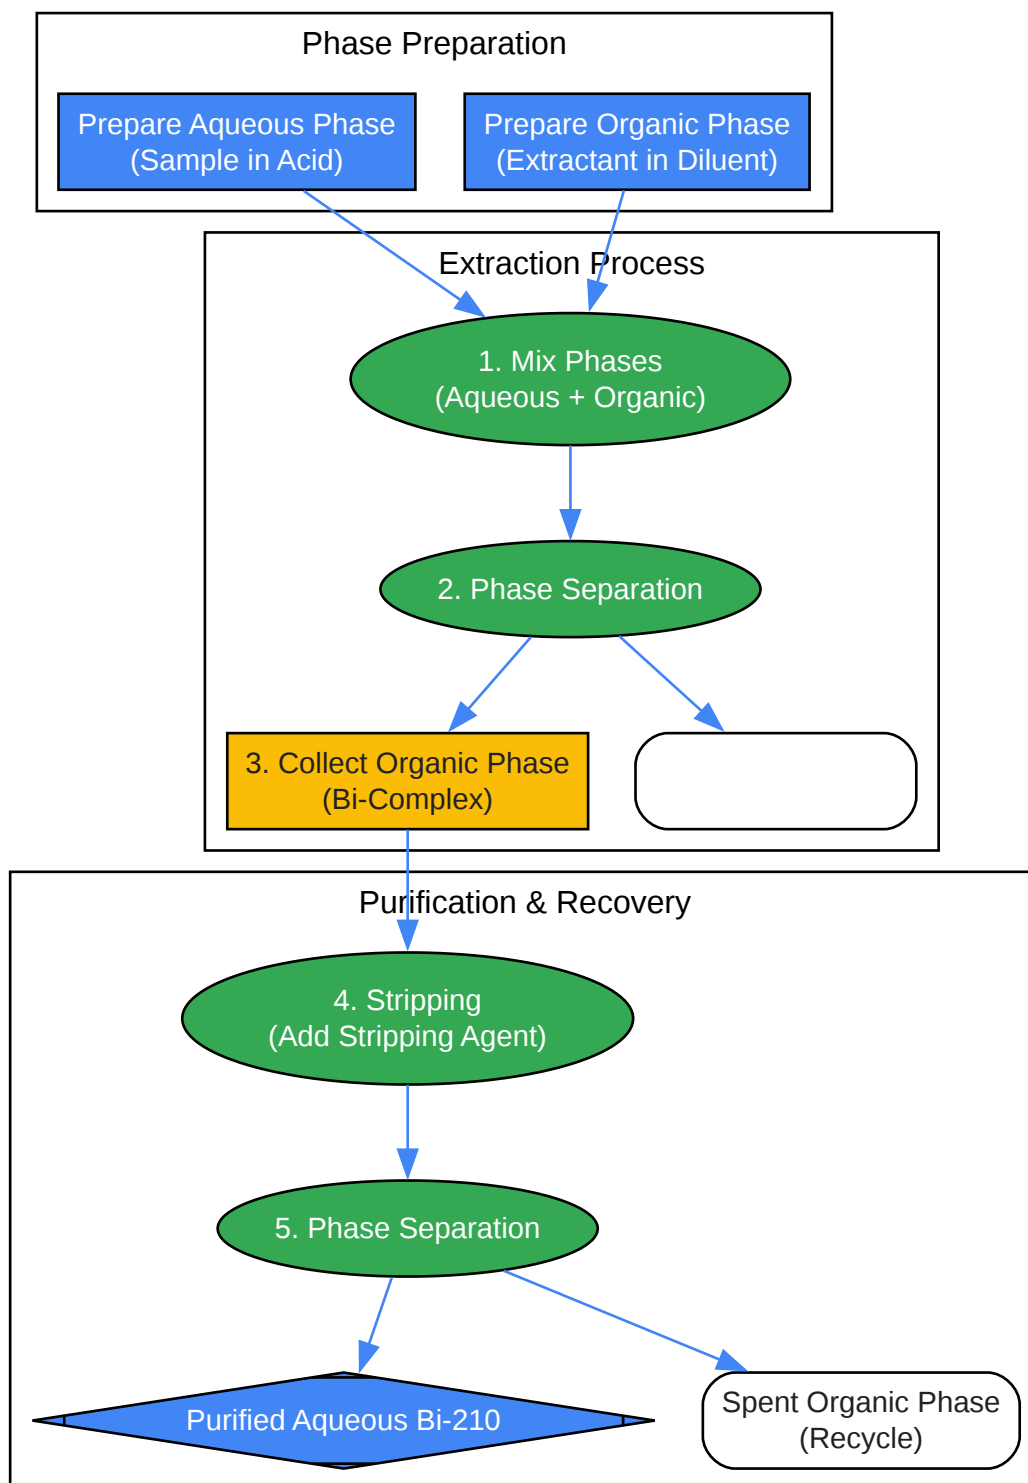 Phase Preparation
Prepare Aqueous Phase
(Sample in Acid)
Prepare Organic Phase
(Extractant in Diluent)
Extraction Process
1. Mix Phases
(Aqueous + Organic)
2. Phase Separation
3. Collect Organic Phase
(Bi-Complex)
Purification & Recovery
4. Stripping
(Add Stripping Agent)
5. Phase Separation
Purified Aqueous Bi-210
Spent Organic Phase
(Recycle)